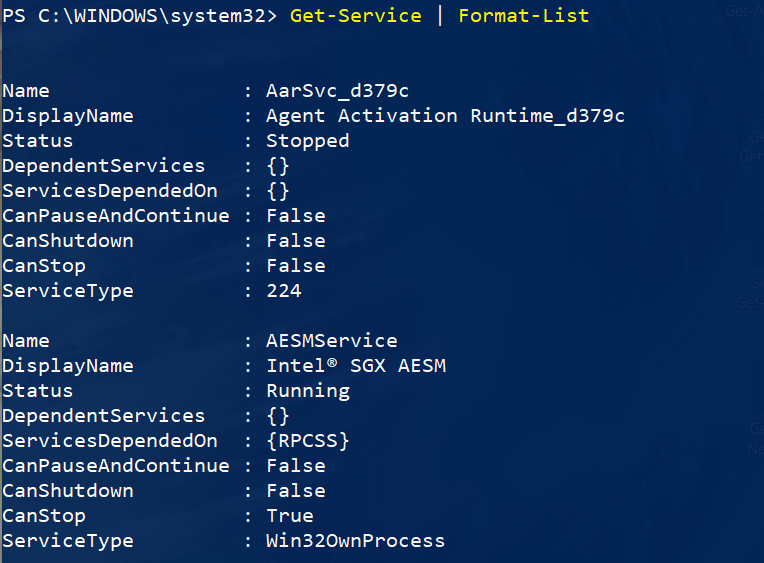 PS C:\WINDOWS\system32> Get-Service | Format-List
Name : AarSvc_d379c
DisplayName : Agent Activation Runtime_d379c
Status : Stopped
DependentServices : {}
ServicesDependedOn : {}
CanPauseAndContinue : False
CanShutdown : False
CanStop : False
ServiceType : 224
Name : AESMService
DisplayName : Intel® SGX AESM
Status : Running
DependentServices : {}
ServicesDependedOn : {RPCSS}
CanPauseAndContinue : False
CanShutdown : False
CanStop : True
ServiceType : Win32OwnProcess